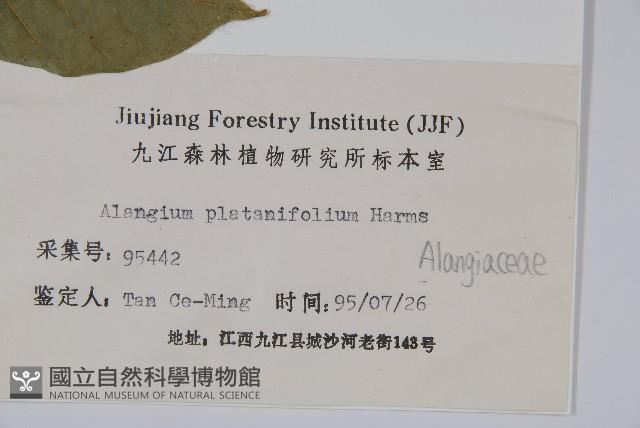 Jiujiang Forestry Institute (JJF)
九江森林植物研究所标本室
Alangium platanifolium Harms
采集号: 95442
Alangiaceae
鉴定人: Tan Ce-Ming 时间: 95/07/26
地址: 江西九江县城沙河老街143号
國立自然科學博物館
NATIONAL MUSEUM OF NATURAL SCIENCE